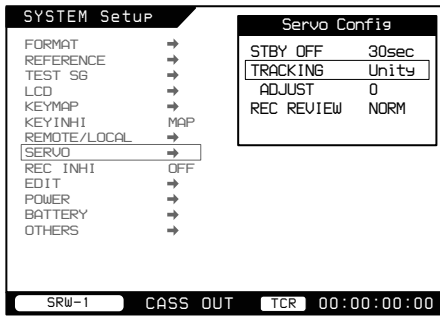 SYSTEM Setup
FORMAT ➡
REFERENCE ➡
TEST SG ➡
LCD ➡
KEYMAP ➡
KEYINHI MAP
REMOTE/LOCAL ➡
SERVO ➡
REC INHI OFF
EDIT ➡
POWER ➡
BATTERY ➡
OTHERS ➡
Servo Config
STBY OFF 30sec
TRACKING Unity
ADJUST 0
REC REVIEW NORM
SRW-1 CASS OUT TCR 00:00:00:00